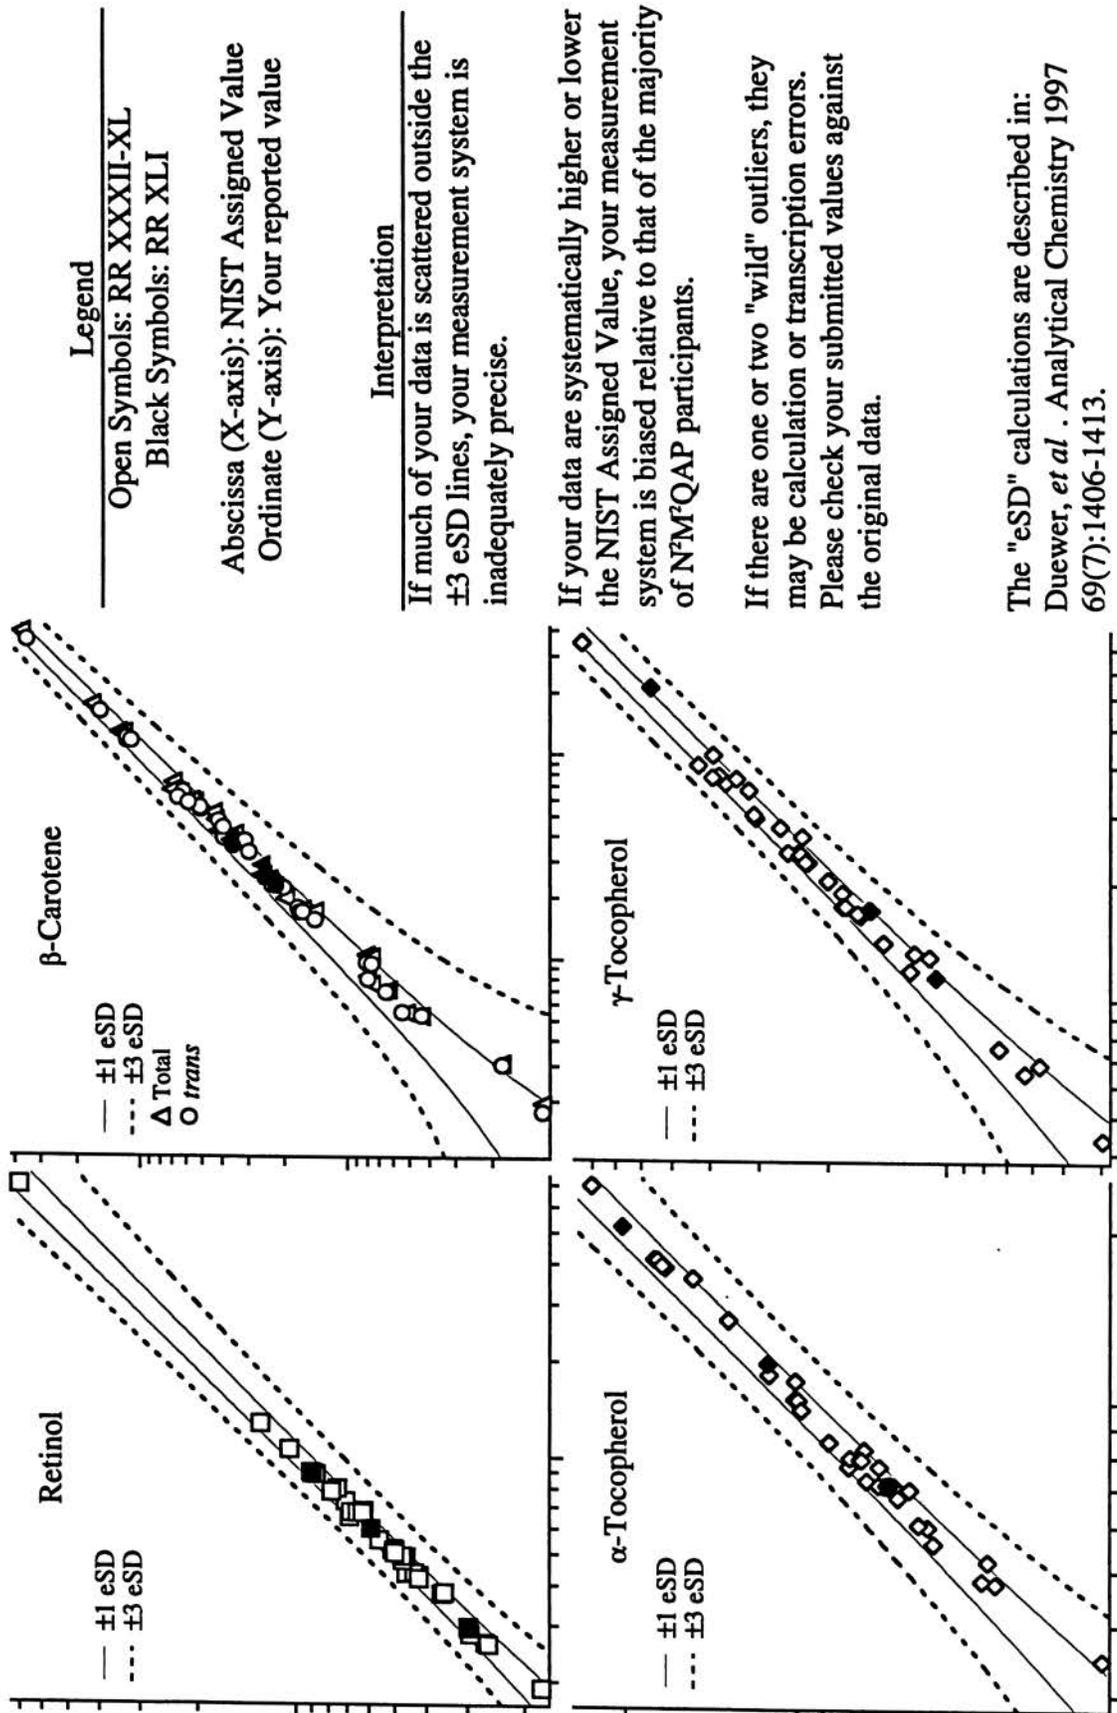 Retinol
±1 eSD
±3 eSD
β-Carotene
±1 eSD
±3 eSD
Total
trans
α-Tocopherol
±1 eSD
±3 eSD
γ-Tocopherol
±1 eSD
±3 eSD
Legend
Open Symbols: RR XXXII-XL
Black Symbols: RR XLI
Abscissa (X-axis): NIST Assigned Value
Ordinate (Y-axis): Your reported value
Interpretation
If much of your data is scattered outside the
±3 eSD lines, your measurement system is
inadequately precise.
If your data are systematically higher or lower
the NIST Assigned Value, your measurement
system is biased relative to that of the majority
of N²M²QAP participants.
If there are one or two "wild" outliers, they
may be calculation or transcription errors.
Please check your submitted values against
the original data.
The "eSD" calculations are described in:
Duewer, et al . Analytical Chemistry 1997
69(7):1406-1413.